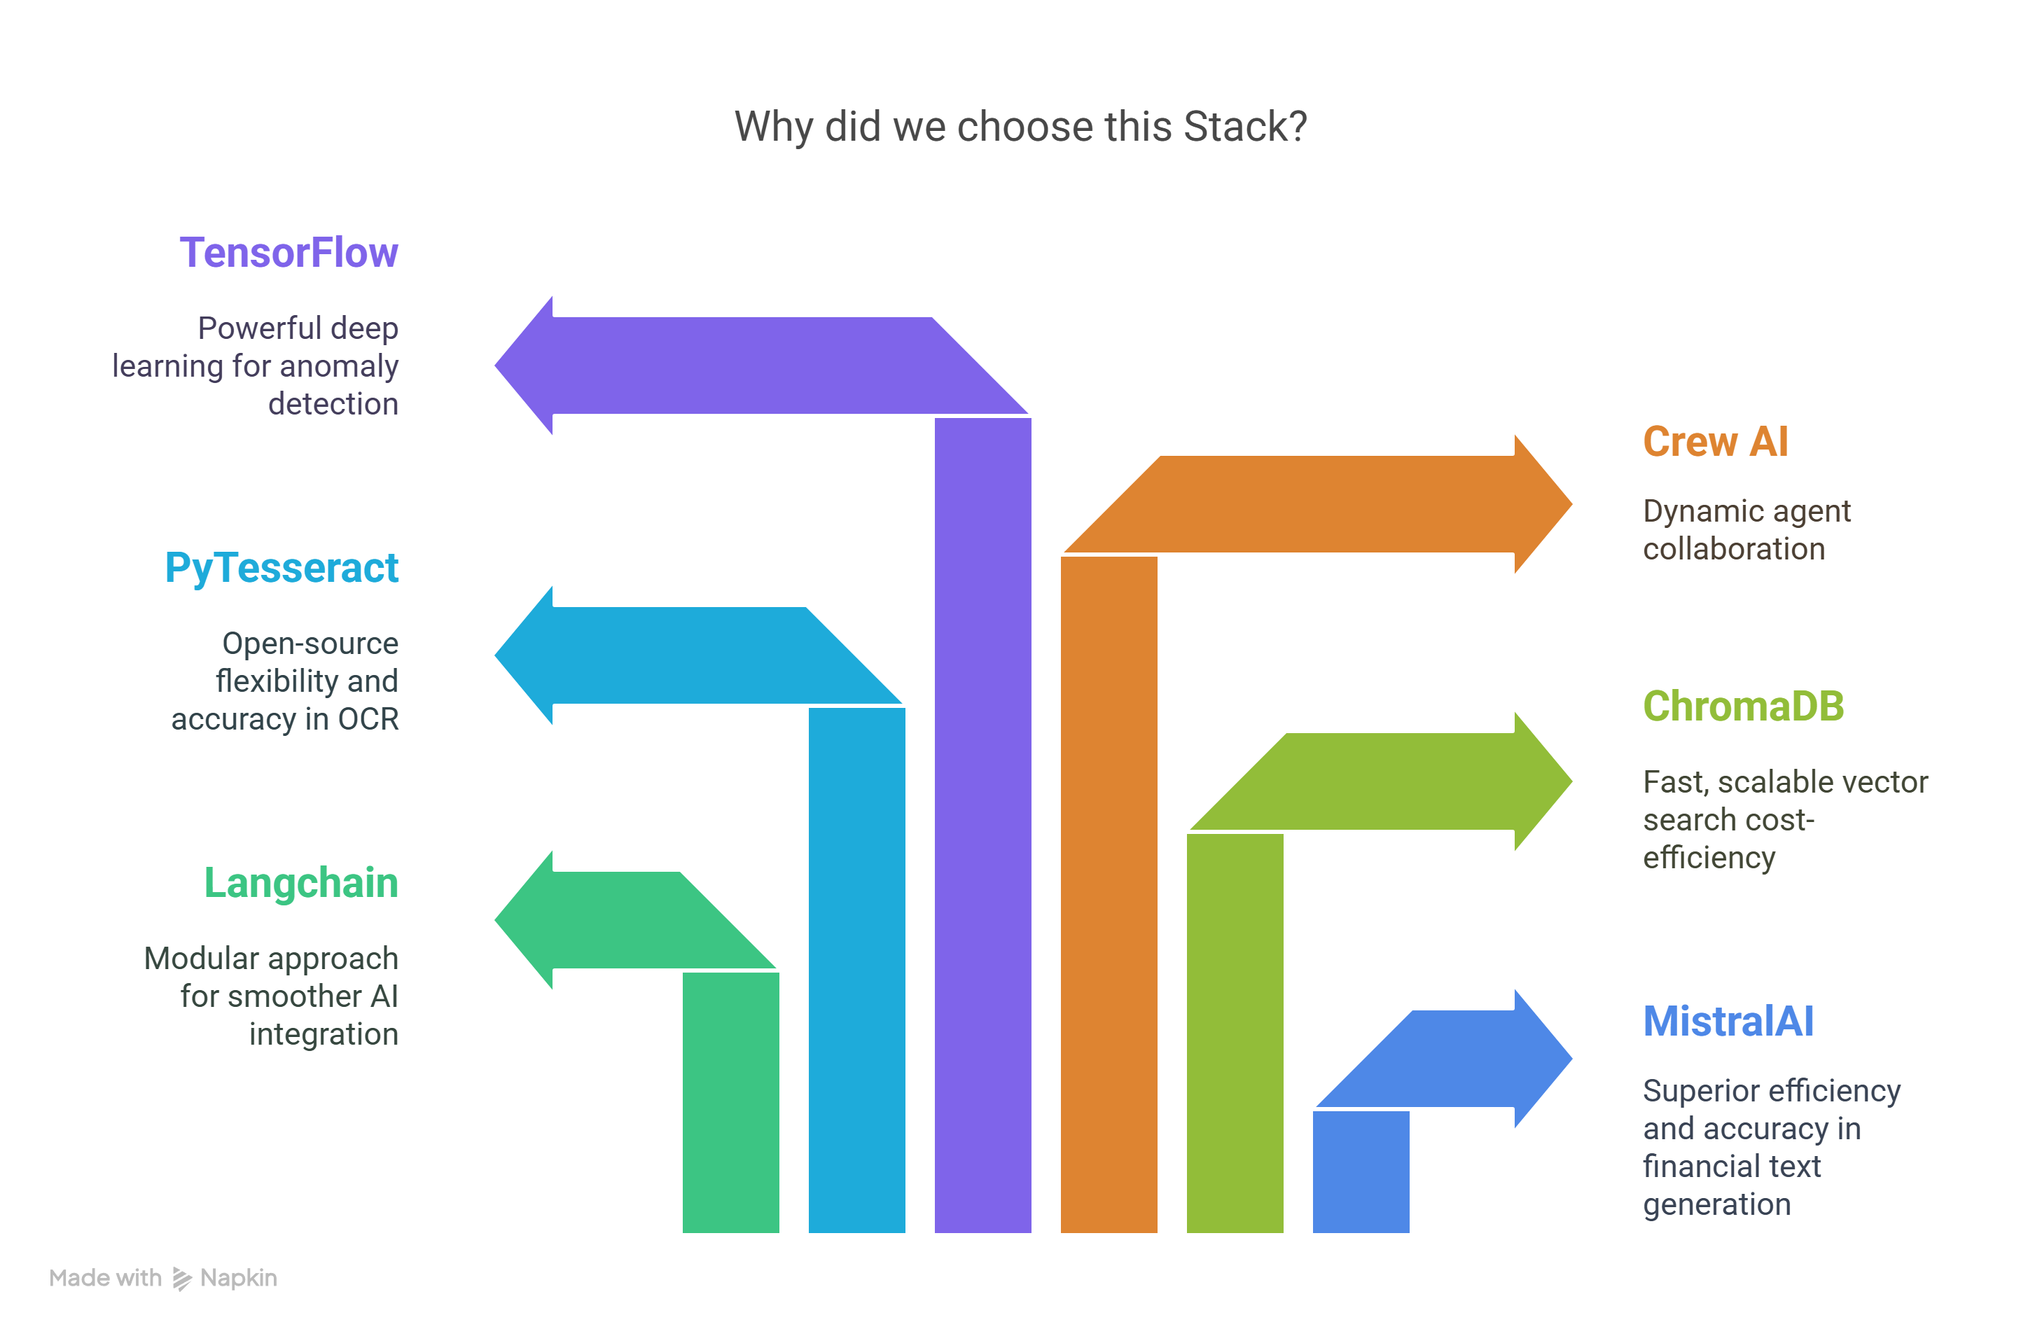 Why did we choose this Stack?
TensorFlow
Powerful deep
learning for anomaly
detection
PyTesseract
Open-source
flexibility and
accuracy in OCR
Langchain
Modular approach
for smoother AI
integration
Crew AI
Dynamic agent
collaboration
ChromaDB
Fast, scalable vector
search cost-
efficiency
MistralAI
Superior efficiency
and accuracy in
financial text
generation
Made with Napkin